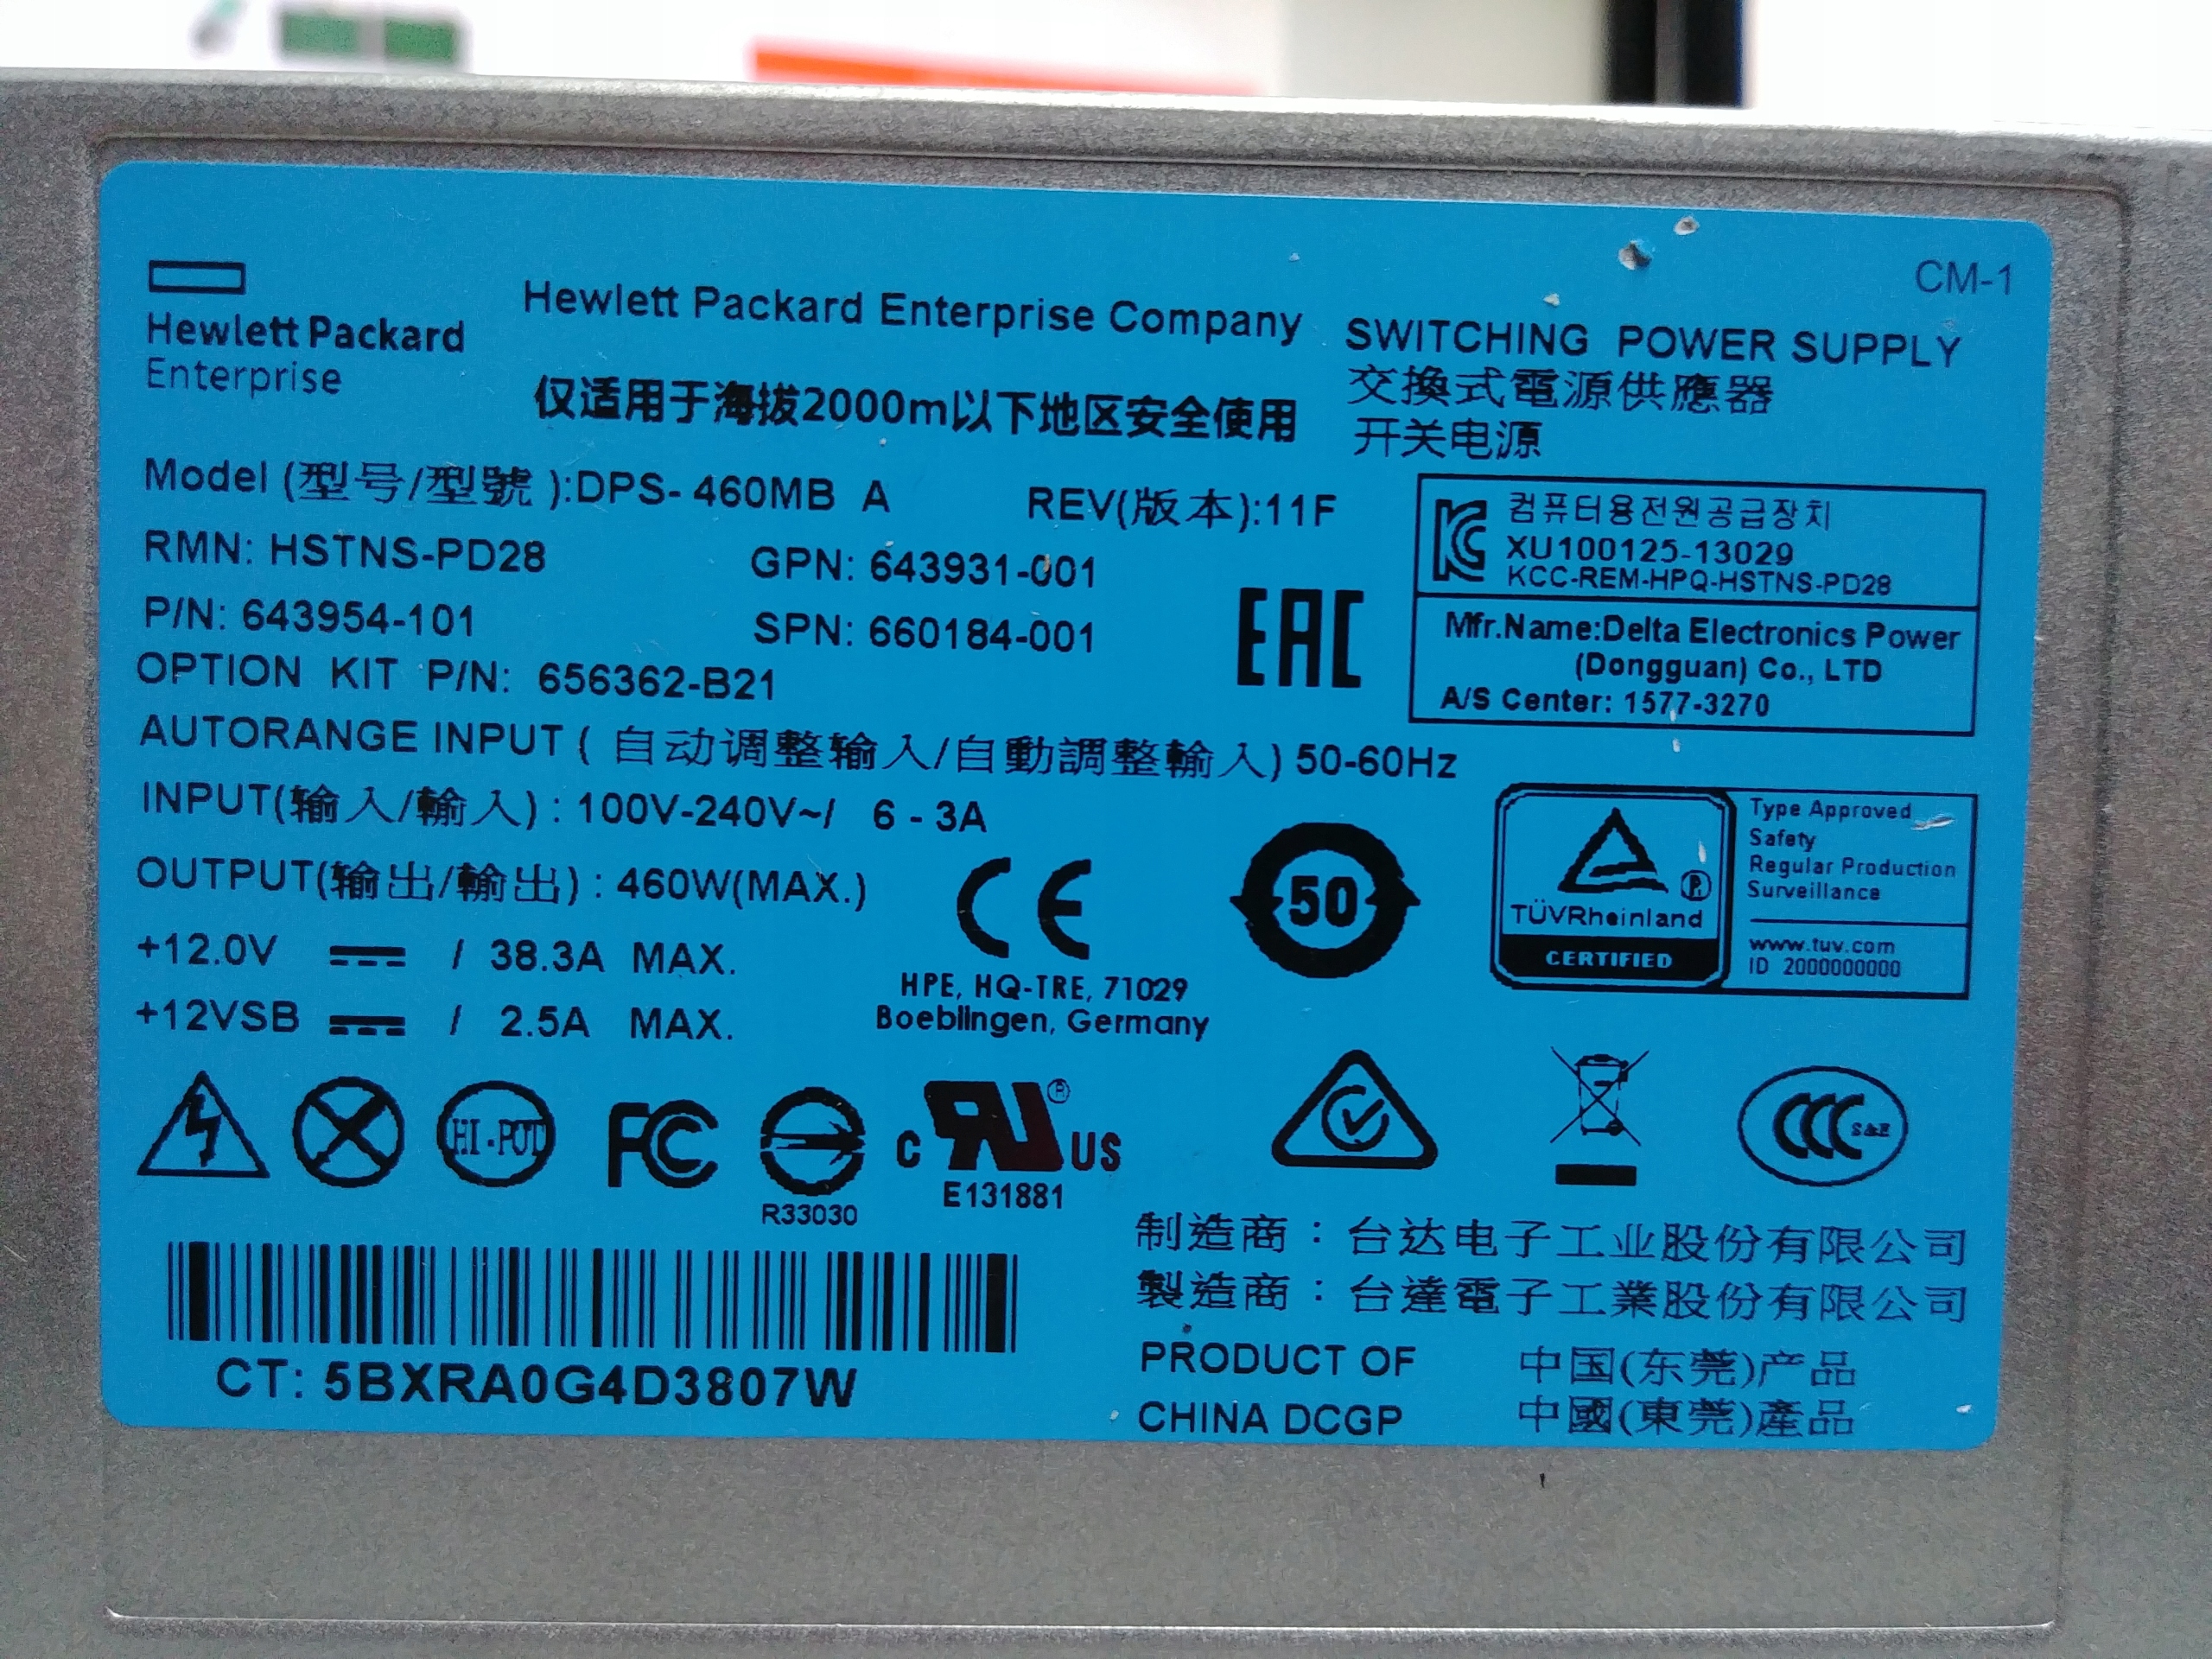 CM-1
Hewlett Packard
Enterprise
Hewlett Packard Enterprise Company
仅适用于海拔2000m以下地区安全使用
SWITCHING POWER SUPPLY
交換式電源供應器
开关电源
Model (型号/型號 ):DPS- 460MB A
REV(版本):11F
RMN: HSTNS-PD28
GPN: 643931-001
P/N: 643954-101
SPN: 660184-001
OPTION KIT P/N: 656362-B21
EAC
컴퓨터용전원공급장치
XU100125-13029
KCC-REM-HPQ-HSTNS-PD28
Mfr.Name:Delta Electronics Power
(Dongguan) Co., LTD
A/S Center: 1577-3270
AUTORANGE INPUT ( 自动调整输入/自動調整輸入) 50-60Hz
INPUT(输入/輸入) : 100V-240V~/ 6 - 3A
OUTPUT(输出/輸出) : 460W(MAX.)
+12.0V / 38.3A MAX.
+12VSB / 2.5A MAX.
CE
HPE, HQ-TRE, 71029
Boeblingen, Germany
50
TÜVRheinland
CERTIFIED
Type Approved
Safety
Regular Production
Surveillance
www.tuv.com
ID 2000000000
HI-POT
FC
R33030
c RU ® US
E131881
CCC S&E
制造商：台达电子工业股份有限公司
製造商：台達電子工業股份有限公司
PRODUCT OF
CHINA DCGP
中国(东莞)产品
中國(東莞)產品
CT: 5BXRA0G4D3807W